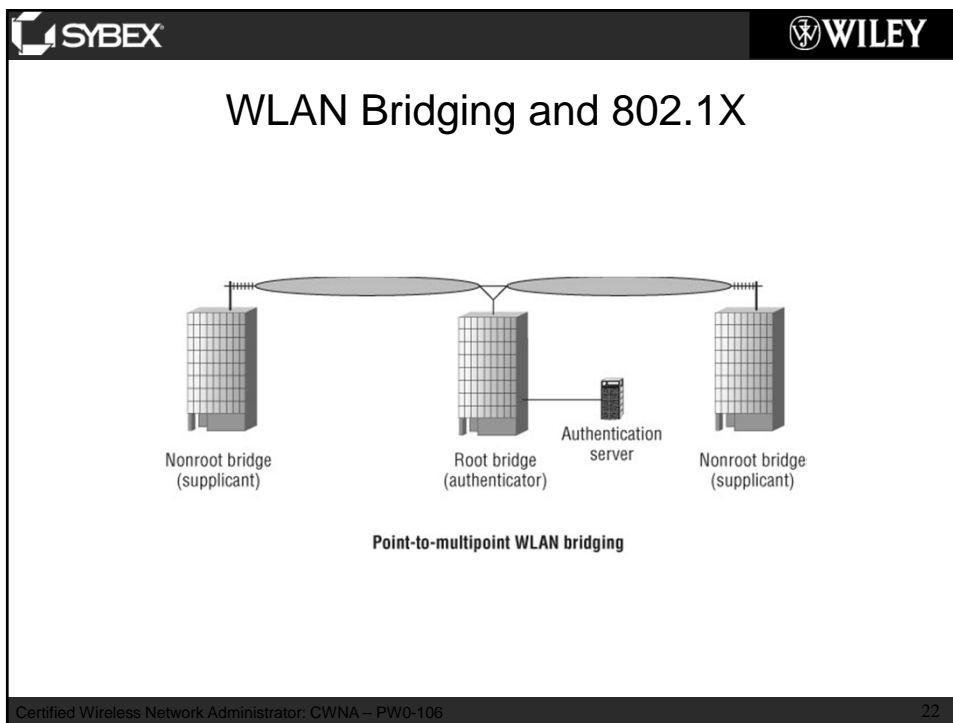 SYBEX
WILEY
WLAN Bridging and 802.1X
Nonroot bridge
(supplicant)
Root bridge
(authenticator)
Authentication
server
Nonroot bridge
(supplicant)
Point-to-multipoint WLAN bridging
Certified Wireless Network Administrator: CWNA – PW0-106
22